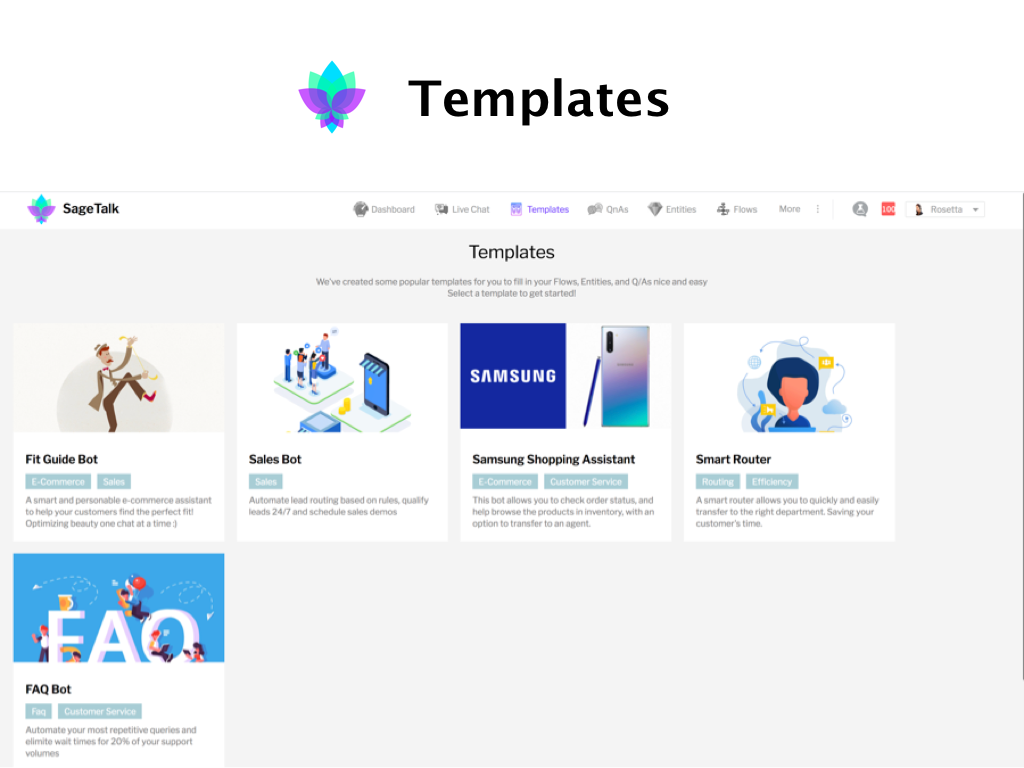 Templates
SageTalk
Dashboard
Live Chat
Templates
QnAs
Entities
Flows
More
100
Rosetta
Templates
We've created some popular templates for you to fill in your Flows, Entities, and Q/As nice and easy
Select a template to get started!
Fit Guide Bot
E-Commerce
Sales
A smart and personable e-commerce assistant
to help your customers find the perfect fit!
Optimizing beauty one chat at a time :)
Sales Bot
Sales
Automate lead routing based on rules, qualify
leads 24/7 and schedule sales demos
SAMSUNG
Samsung Shopping Assistant
E-Commerce
Customer Service
This bot allows you to check order status, and
help browse the products in inventory, with an
option to transfer to an agent.
Smart Router
Routing
Efficiency
A smart router allows you to quickly and easily
transfer to the right department. Saving your
customer's time.
FAQ
FAQ Bot
Faq
Customer Service
Automate your most repetitive queries and
elimite wait times for 20% of your support
volumes